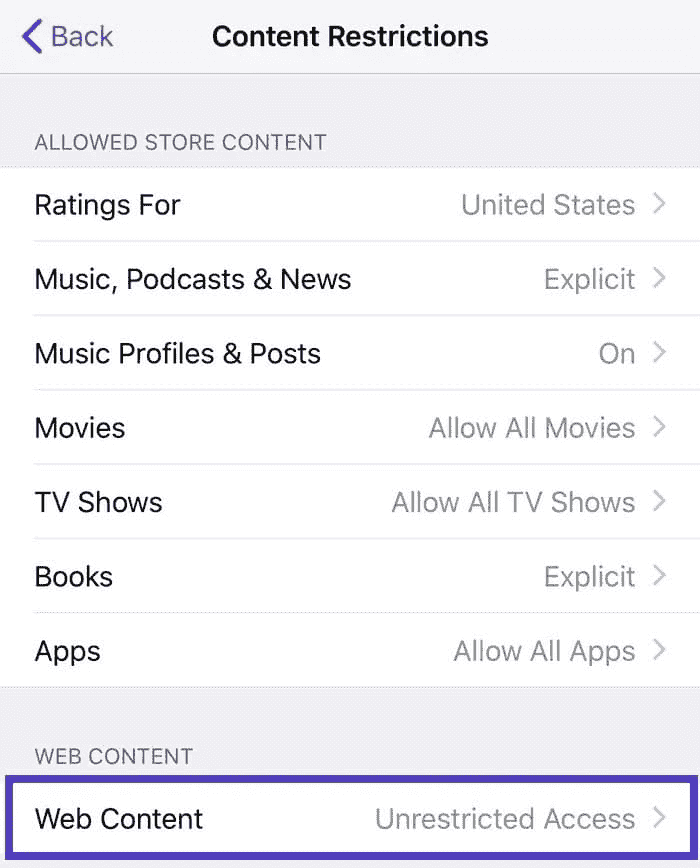 Back Content Restrictions
ALLOWED STORE CONTENT
Ratings For United States
Music, Podcasts & News Explicit
Music Profiles & Posts On
Movies Allow All Movies
TV Shows Allow All TV Shows
Books Explicit
Apps Allow All Apps
WEB CONTENT
Web Content Unrestricted Access